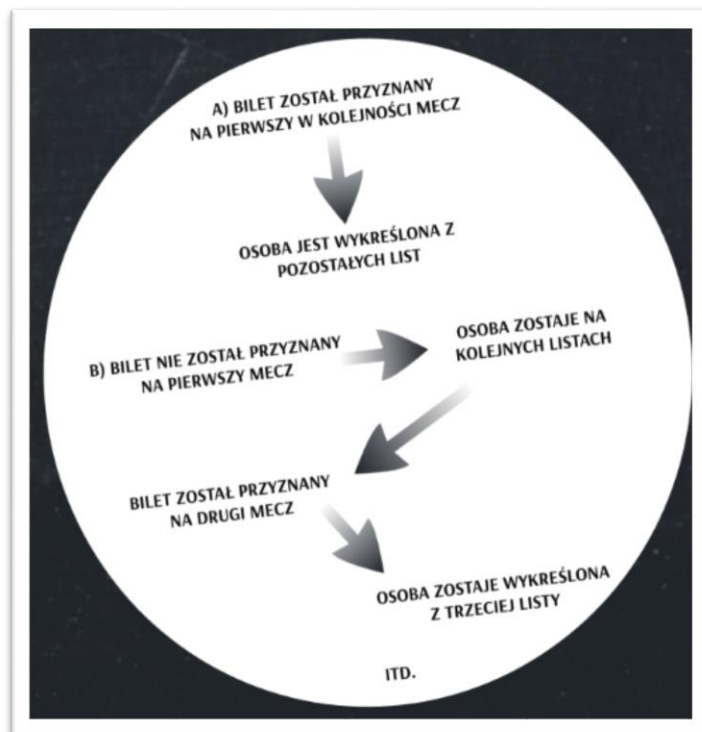 A) BILET ZOSTAŁ PRZYZNANY
NA PIERWSZY W KOLEJNOŚCI MECZ
OSOBA JEST WYKREŚLONA Z
POZOSTAŁYCH LIST
B) BILET NIE ZOSTAŁ PRZYZNANY
NA PIERWSZY MECZ
OSOBA ZOSTAJE NA
KOLEJNYCH LISTACH
BILET ZOSTAŁ PRZYZNANY
NA DRUGI MECZ
OSOBA ZOSTAJE WYKREŚLONA
Z TRZECIEJ LISTY
ITD.